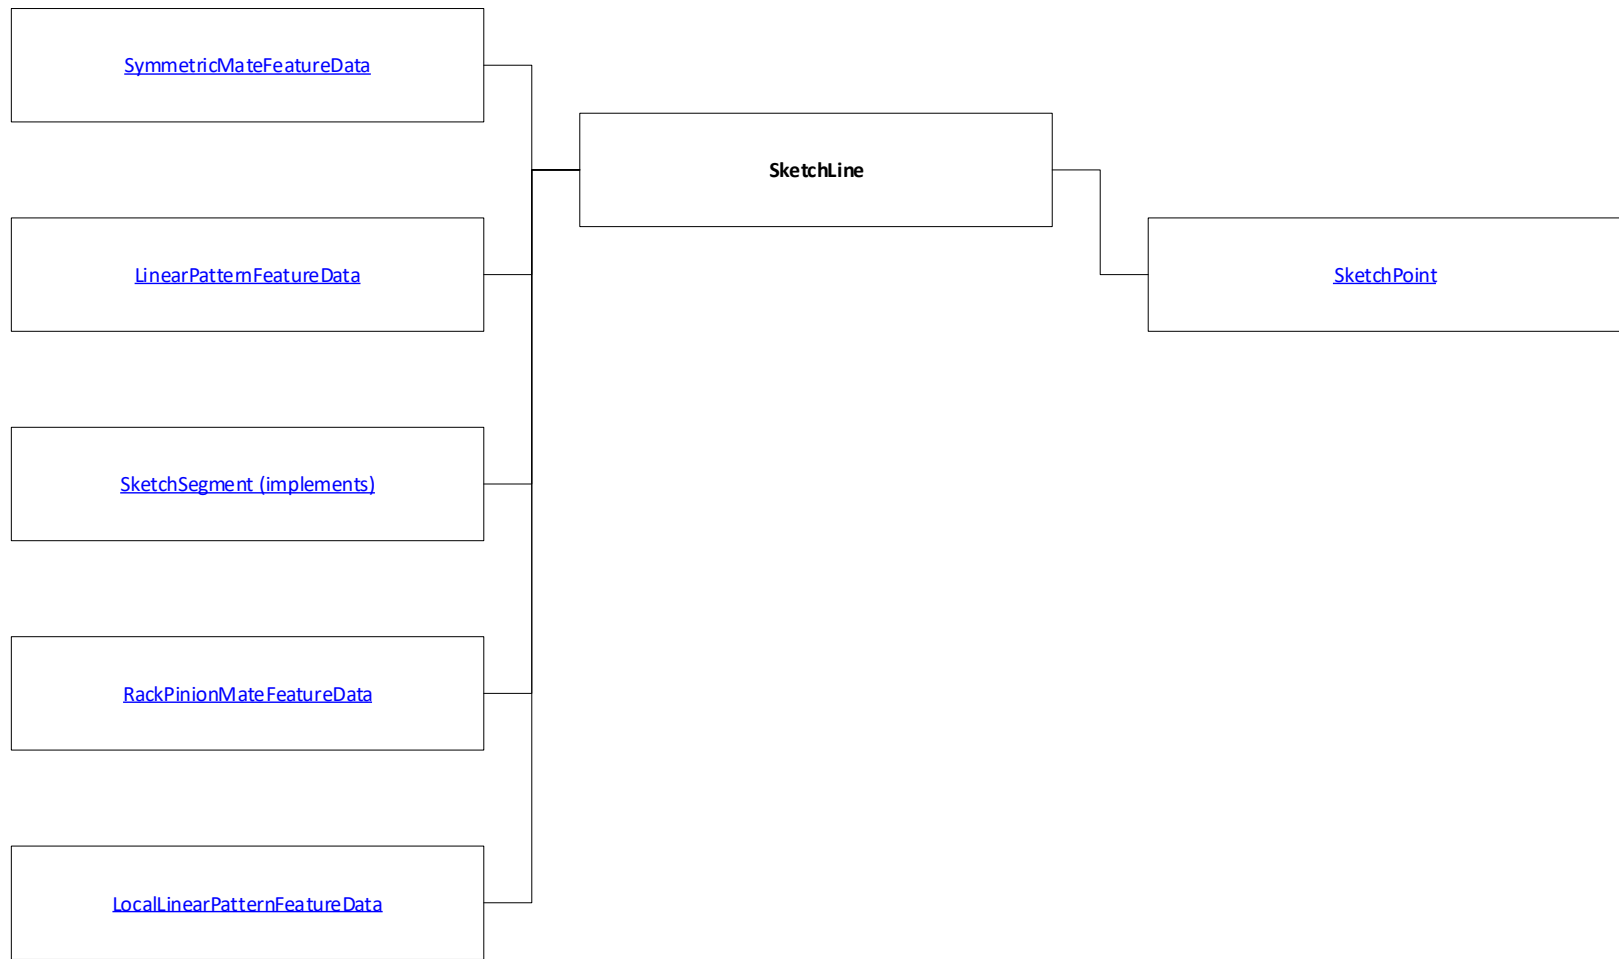 SymmetricMateFeatureData
SketchLine
LinearPatternFeatureData
SketchPoint
SketchSegment (implements)
RackPinionMateFeatureData
LocalLinearPatternFeatureData